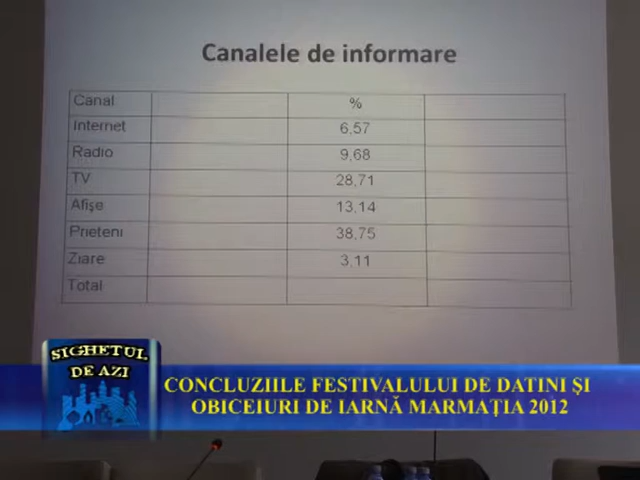 Canalele de informare
Canal %
Internet 6,57
Radio 9,68
TV 28,71
Afişe 13,14
Prieteni 38,75
Ziare 3,11
Total
SIGHETUL
DE AZI
CONCLUZIILE FESTIVALULUI DE DATINI ŞI
OBICEIURI DE IARNĂ MARMAŢIA 2012